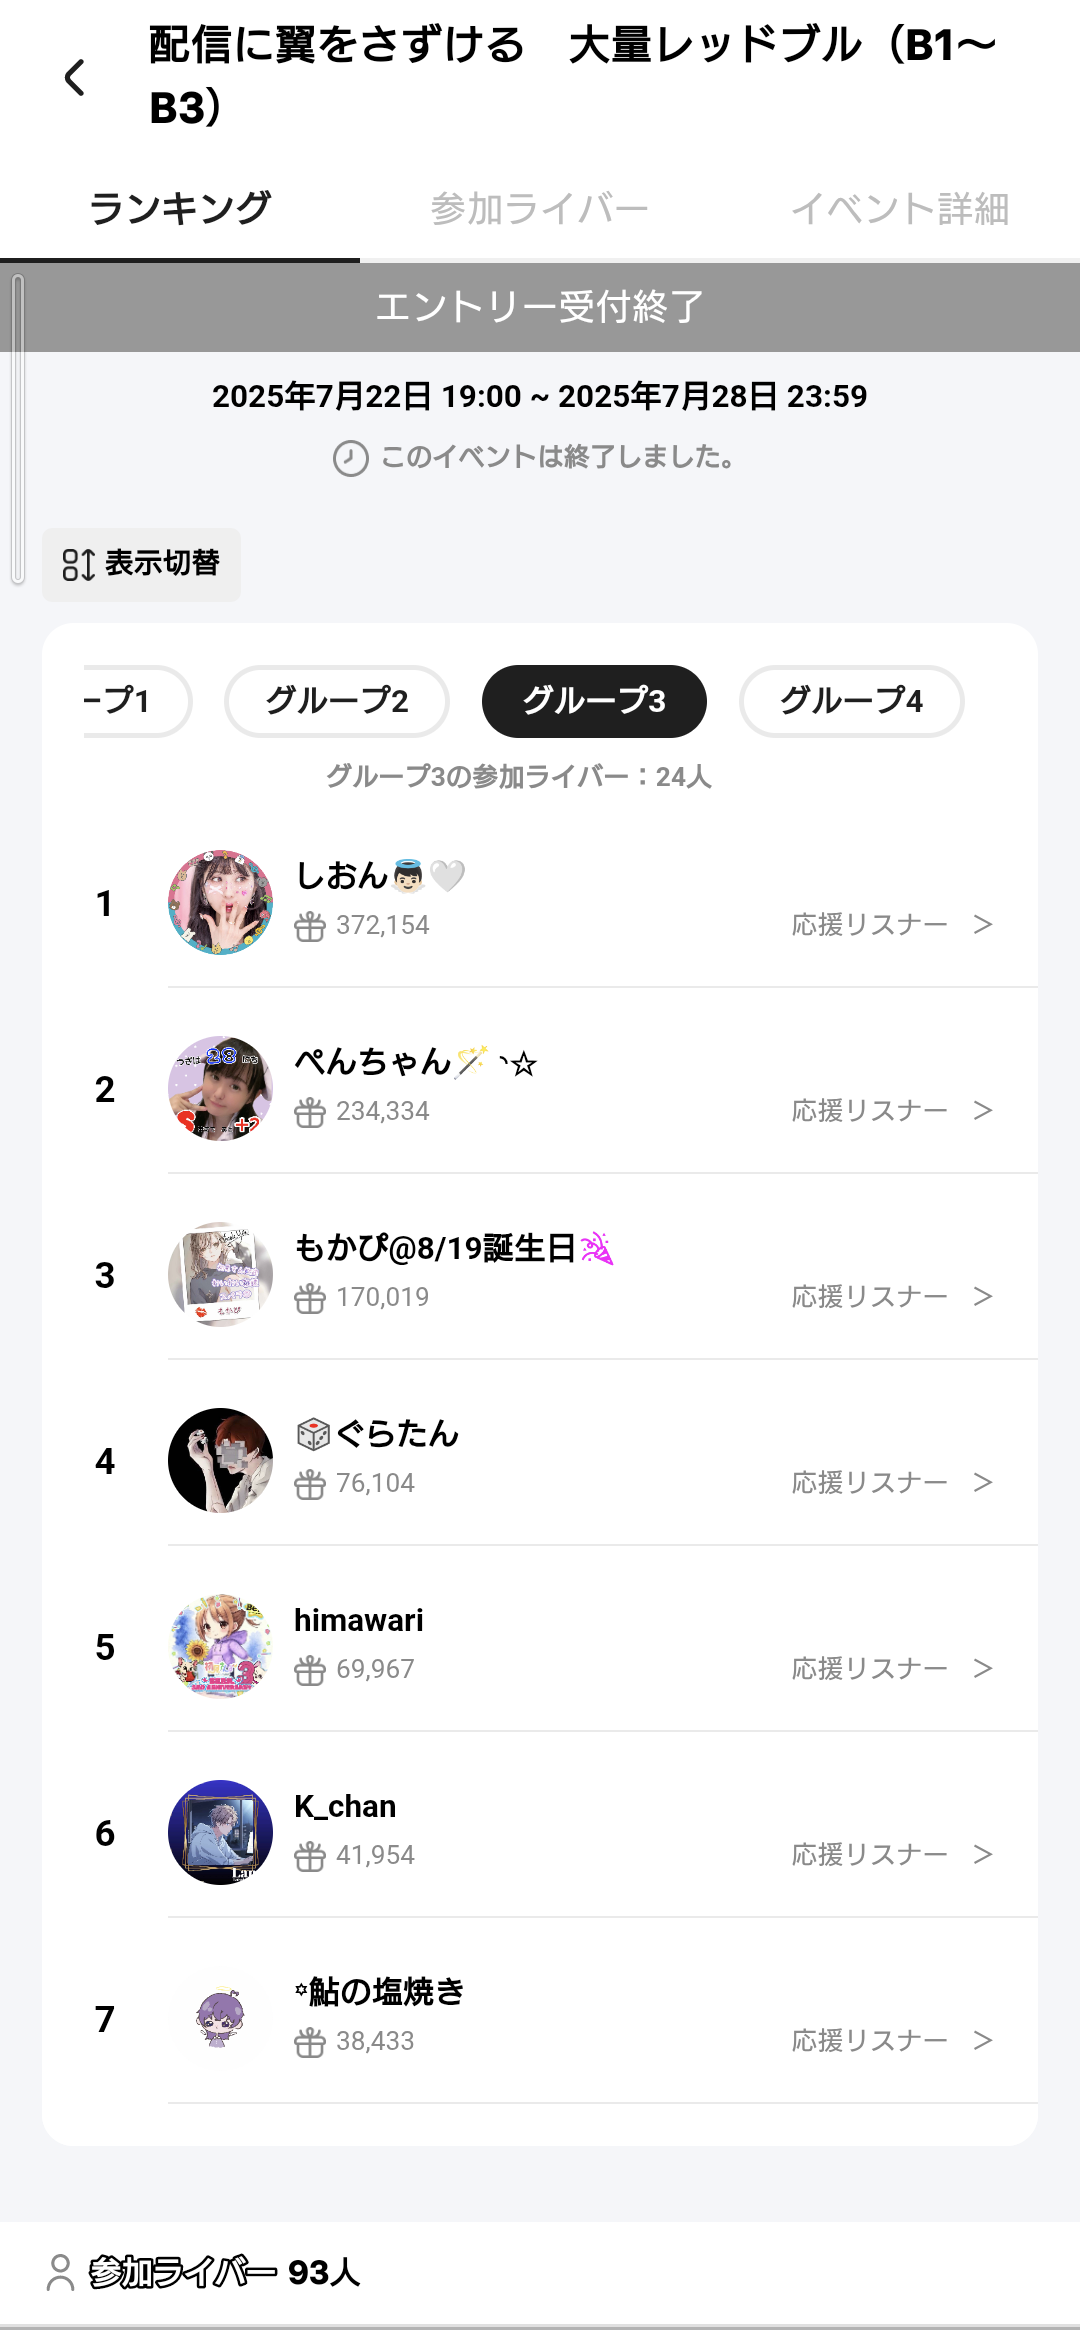 配信に翼をさずける　大量レッドブル（B1〜
B3）
ランキング
参加ライバー
イベント詳細
エントリー受付終了
2025年7月22日 19:00 ~ 2025年7月28日 23:59
このイベントは終了しました。
表示切替
ープ1
グループ2
グループ3
グループ4
グループ3の参加ライバー：24人
1
しおん👼🏻🤍
372,154
応援リスナー >
2
つぎは 28 にち
+2
ぺんちゃん🪄︎ ◝✩
234,334
応援リスナー >
3
もかぴ@8/19誕生日🎉
170,019
応援リスナー >
4
🎲ぐらたん
76,104
応援リスナー >
5
himawari
69,967
応援リスナー >
6
K_chan
41,954
応援リスナー >
7
꙳鮎の塩焼き
38,433
応援リスナー >
参加ライバー 93人